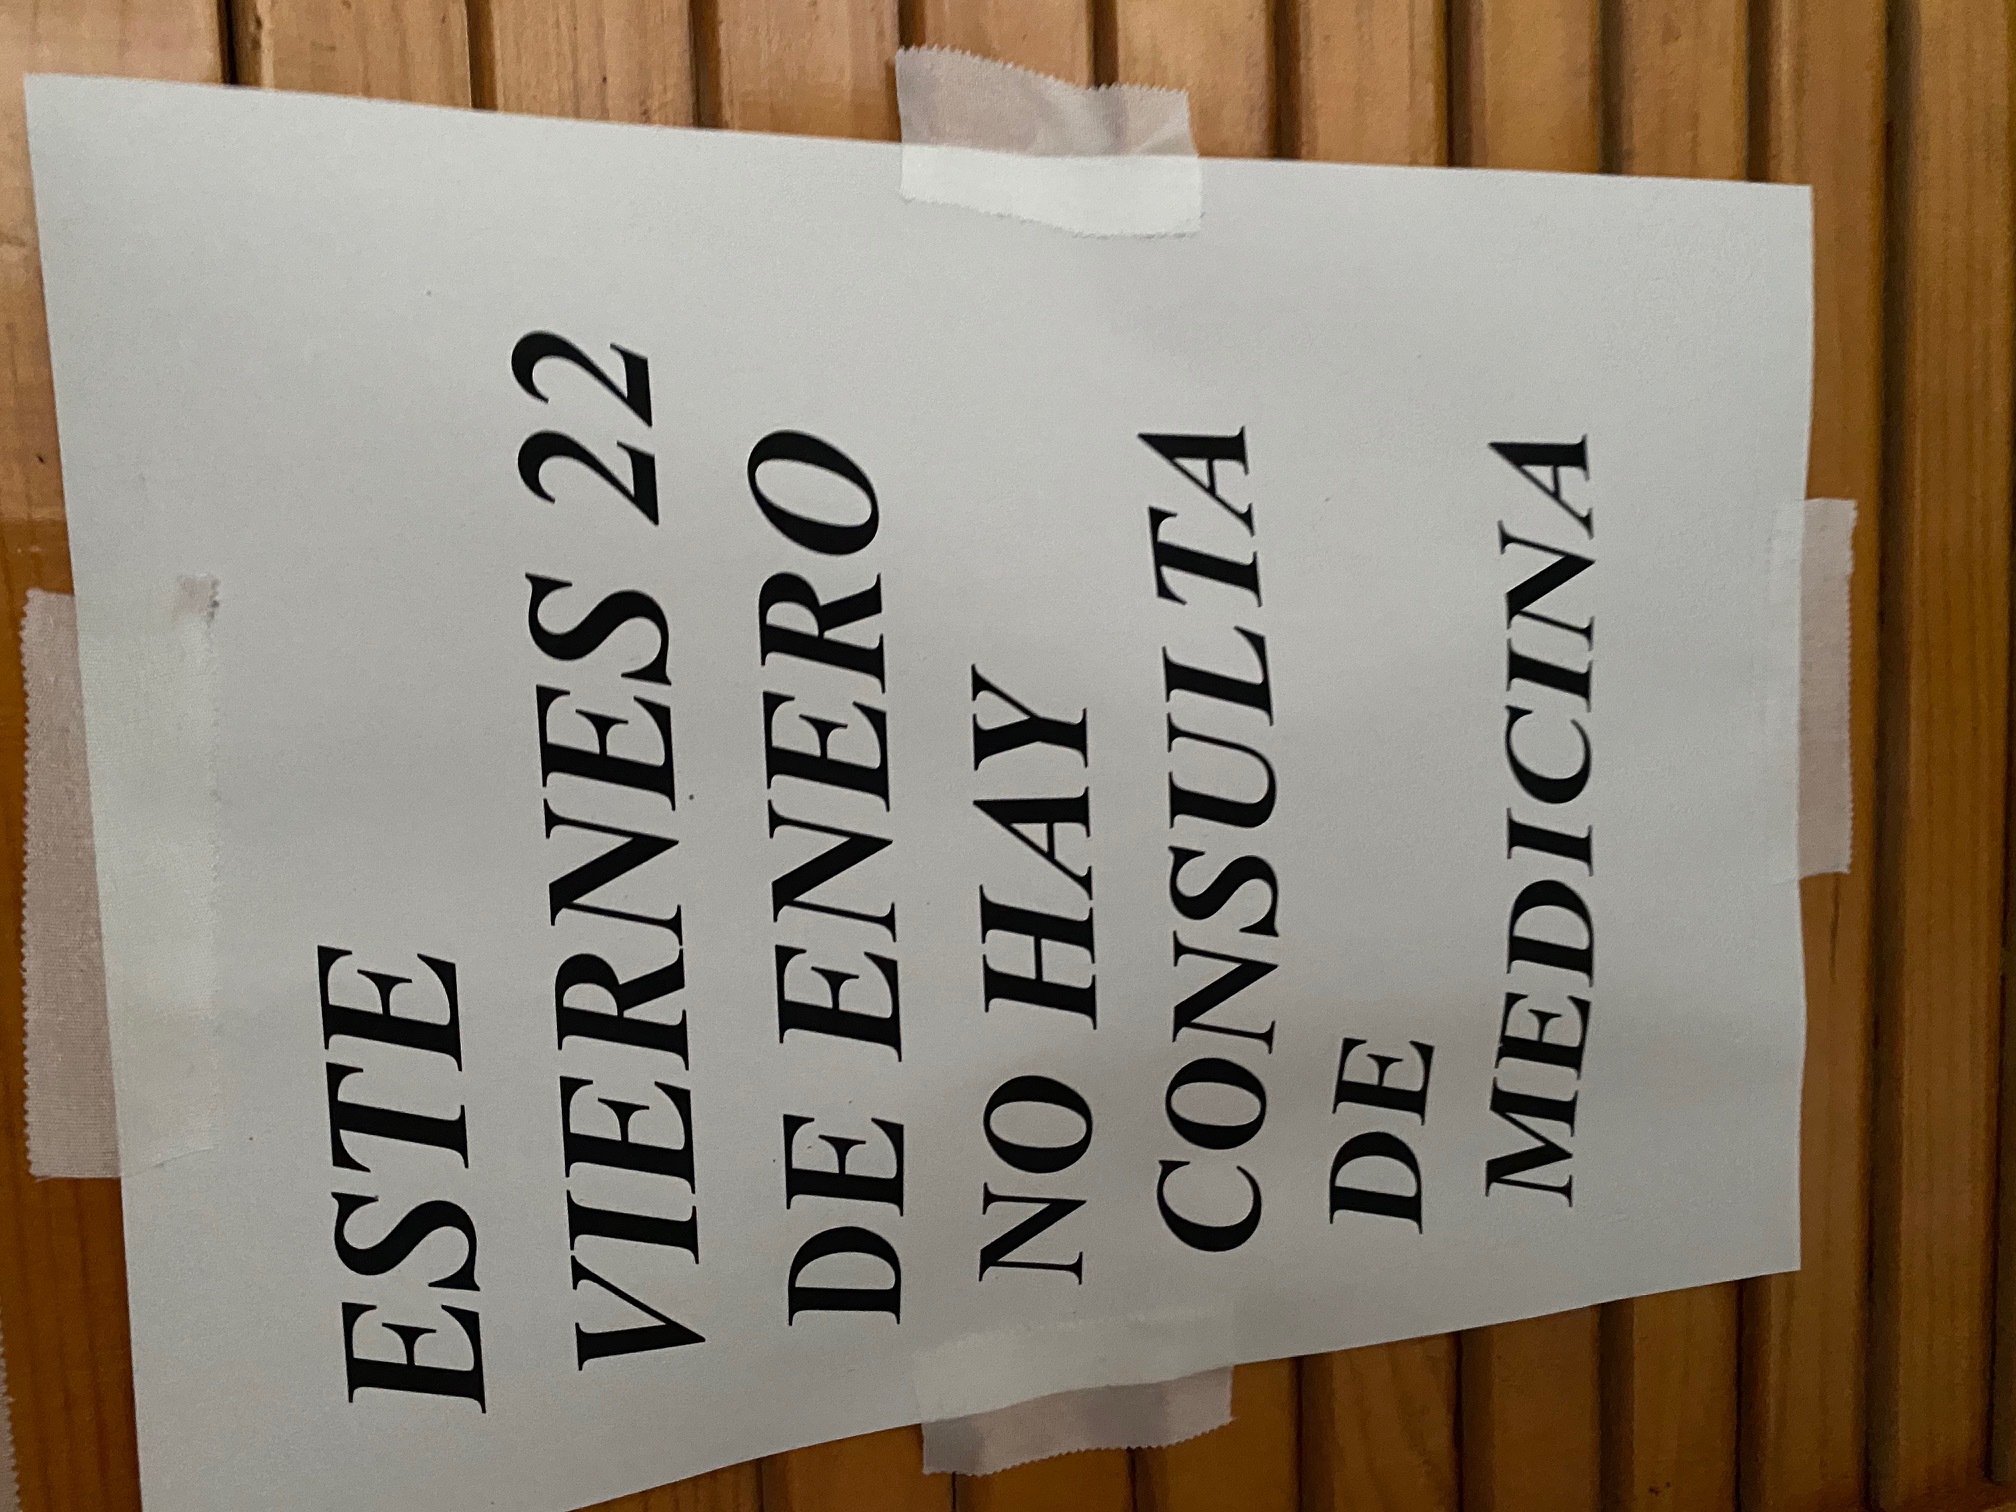 ESTE
VIERNES 22
DE ENERO
NO HAY
CONSULTA
DE
MEDICINA